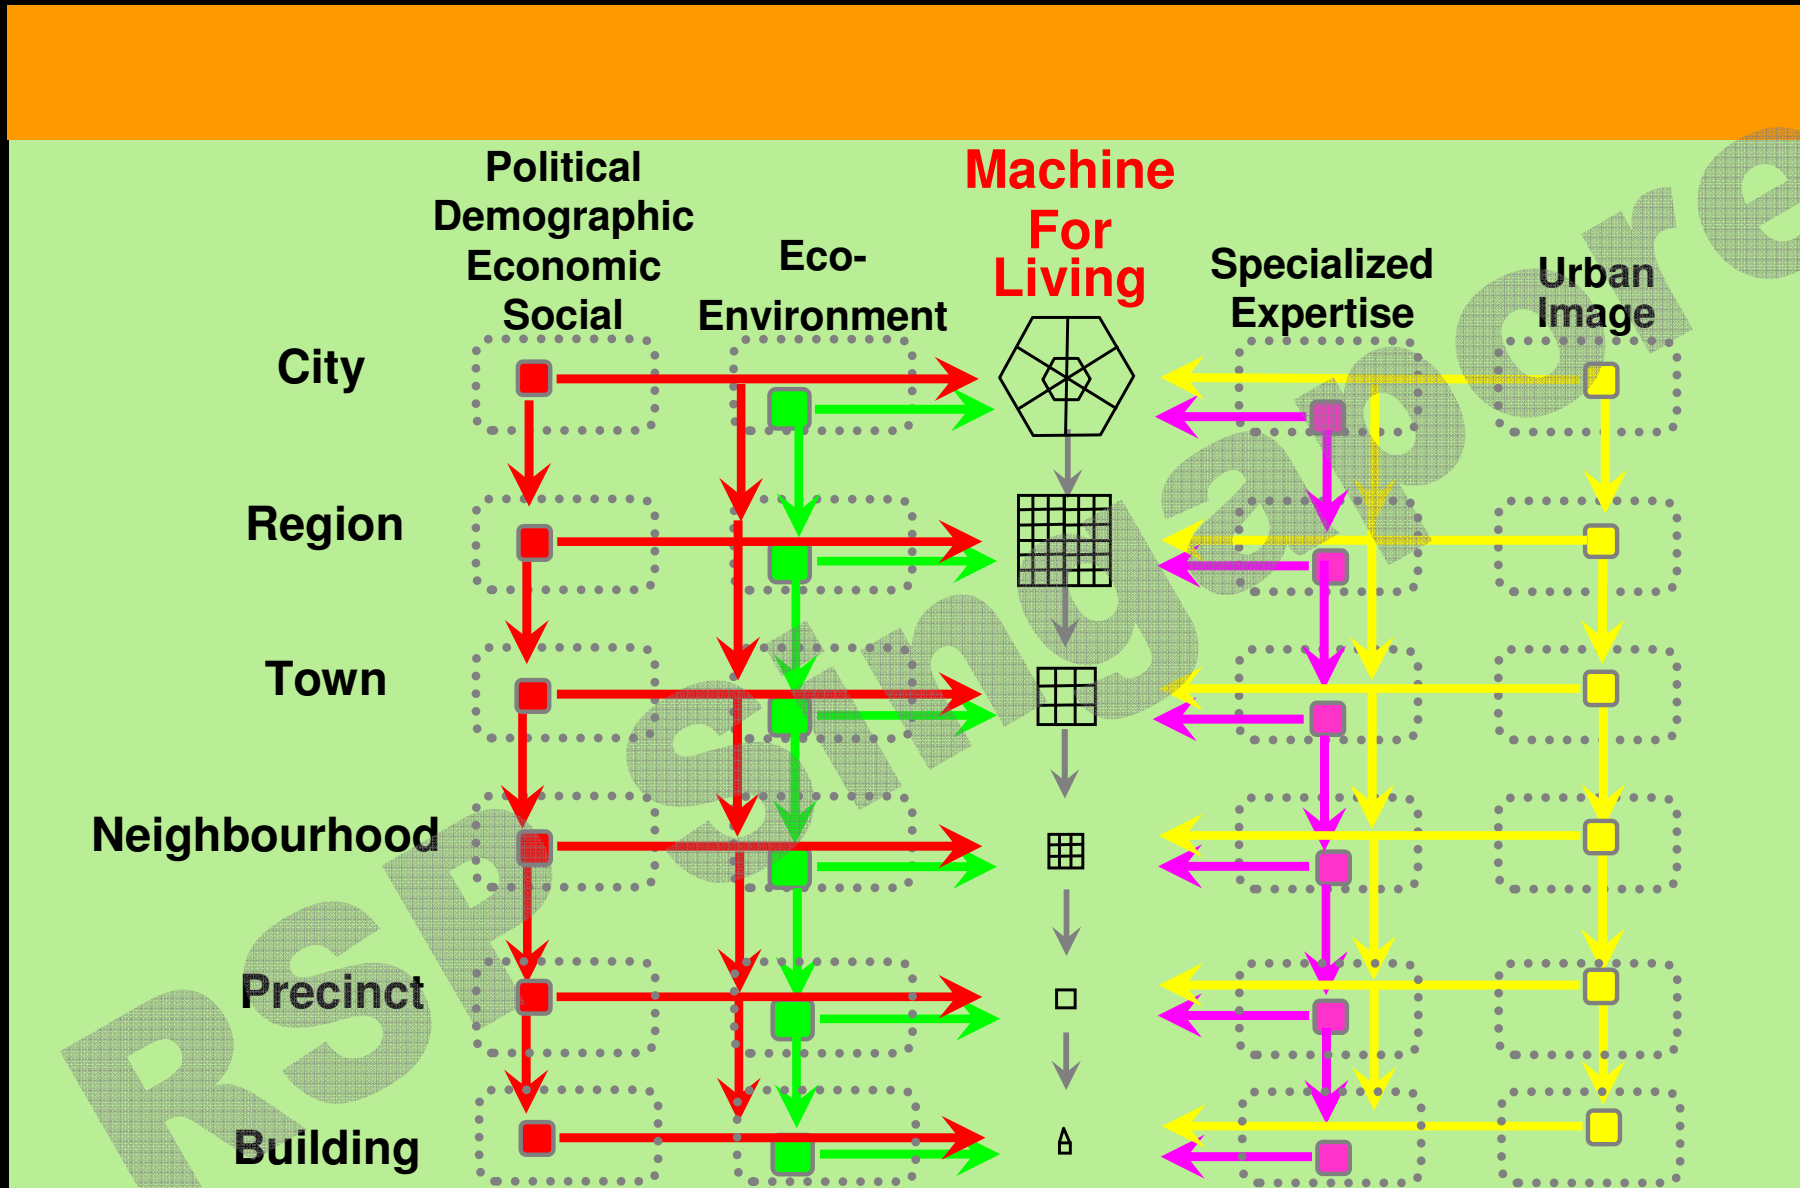 Political
Demographic
Economic
Social
Eco-
Environment
Machine
For
Living
Specialized
Expertise
Urban
Image
City
Region
Town
Neighbourhood
Precinct
Building
RSP Singapore